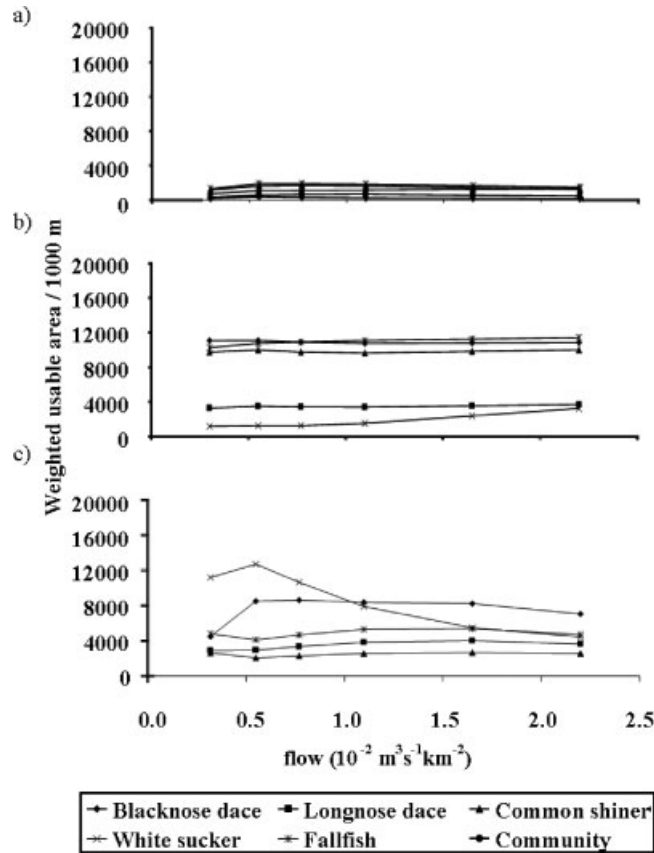 a)
20000
16000
12000
8000
4000
0
b)
20000
16000
12000
8000
4000
0
Weighted usable area / 1000 m
c)
20000
16000
12000
8000
4000
0
0.0 0.5 1.0 1.5 2.0 2.5
flow (10⁻² m³s⁻¹km⁻²)
Blacknose dace Longnose dace Common shiner
White sucker Fallfish Community